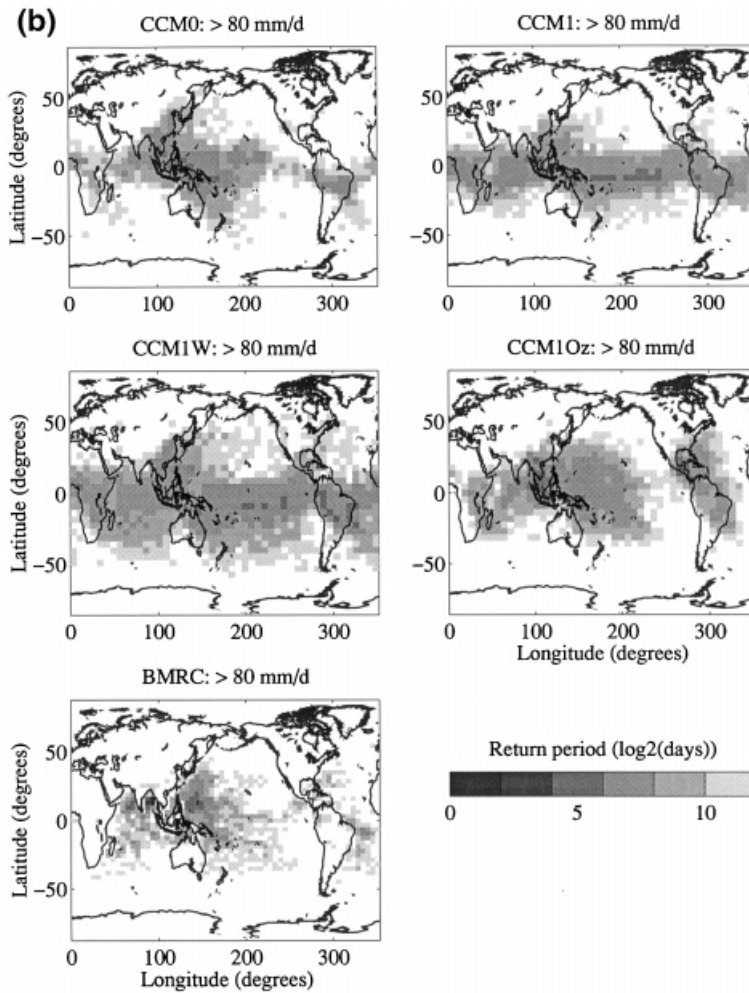 (b)
CCM0: > 80 mm/d
CCM1: > 80 mm/d
Latitude (degrees)
50
0
−50
0 100 200 300
50
0
−50
0 100 200 300
CCM1W: > 80 mm/d
CCM1Oz: > 80 mm/d
Latitude (degrees)
50
0
−50
0 100 200 300
50
0
−50
0 100 200 300
Longitude (degrees)
BMRC: > 80 mm/d
Latitude (degrees)
50
0
−50
0 100 200 300
Longitude (degrees)
Return period (log2(days))
0 5 10